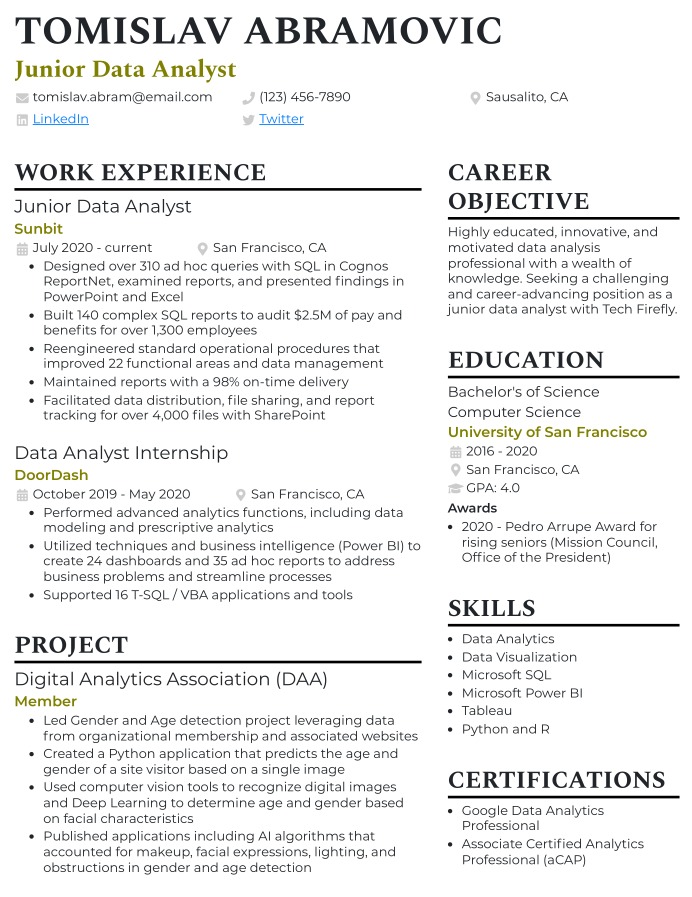 TOMISLAV ABRAMOVIC
Junior Data Analyst
tomislav.abram@email.com
(123) 456-7890
Sausalito, CA
LinkedIn
Twitter
WORK EXPERIENCE
Junior Data Analyst
Sunbit
July 2020 - current
San Francisco, CA
• Designed over 310 ad hoc queries with SQL in Cognos
ReportNet, examined reports, and presented findings in
PowerPoint and Excel
• Built 140 complex SQL reports to audit $2.5M of pay and
benefits for over 1,300 employees
• Reengineered standard operational procedures that
improved 22 functional areas and data management
• Maintained reports with a 98% on-time delivery
• Facilitated data distribution, file sharing, and report
tracking for over 4,000 files with SharePoint
Data Analyst Internship
DoorDash
October 2019 - May 2020
San Francisco, CA
• Performed advanced analytics functions, including data
modeling and prescriptive analytics
• Utilized techniques and business intelligence (Power BI) to
create 24 dashboards and 35 ad hoc reports to address
business problems and streamline processes
• Supported 16 T-SQL / VBA applications and tools
PROJECT
Digital Analytics Association (DAA)
Member
• Led Gender and Age detection project leveraging data
from organizational membership and associated websites
• Created a Python application that predicts the age and
gender of a site visitor based on a single image
• Used computer vision tools to recognize digital images
and Deep Learning to determine age and gender based
on facial characteristics
• Published applications including AI algorithms that
accounted for makeup, facial expressions, lighting, and
obstructions in gender and age detection
CAREER
OBJECTIVE
Highly educated, innovative, and
motivated data analysis
professional with a wealth of
knowledge. Seeking a challenging
and career-advancing position as a
junior data analyst with Tech Firefly.
EDUCATION
Bachelor's of Science
Computer Science
University of San Francisco
2016 - 2020
San Francisco, CA
GPA: 4.0
Awards
• 2020 - Pedro Arrupe Award for
rising seniors (Mission Council,
Office of the President)
SKILLS
• Data Analytics
• Data Visualization
• Microsoft SQL
• Microsoft Power BI
• Tableau
• Python and R
CERTIFICATIONS
• Google Data Analytics
Professional
• Associate Certified Analytics
Professional (aCAP)